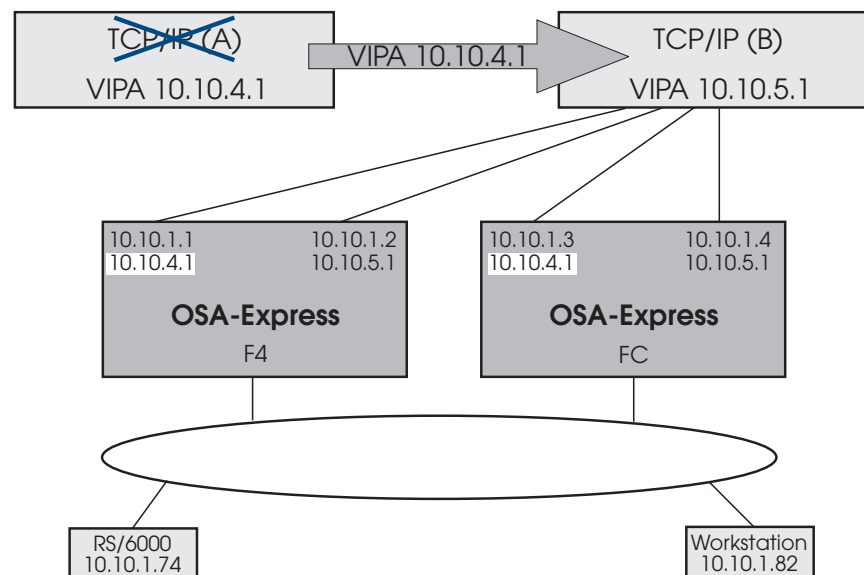 TCP/IP (A)
VIPA 10.10.4.1
VIPA 10.10.4.1
TCP/IP (B)
VIPA 10.10.5.1
10.10.1.1
10.10.4.1
10.10.1.2
10.10.5.1
OSA-Express
F4
10.10.1.3
10.10.4.1
10.10.1.4
10.10.5.1
OSA-Express
FC
RS/6000
10.10.1.74
Workstation
10.10.1.82